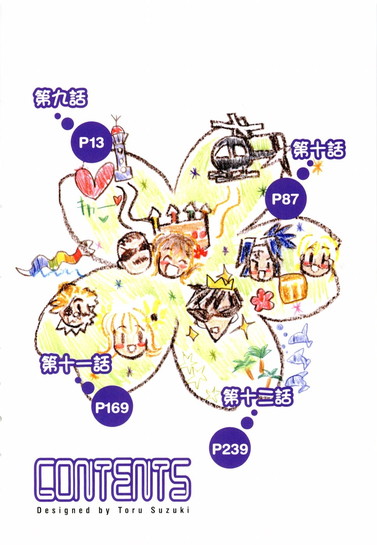 第九話
P13
第十話
P87
第十一話
P169
第十二話
P239
CONTENTS
Designed by Toru Suzuki